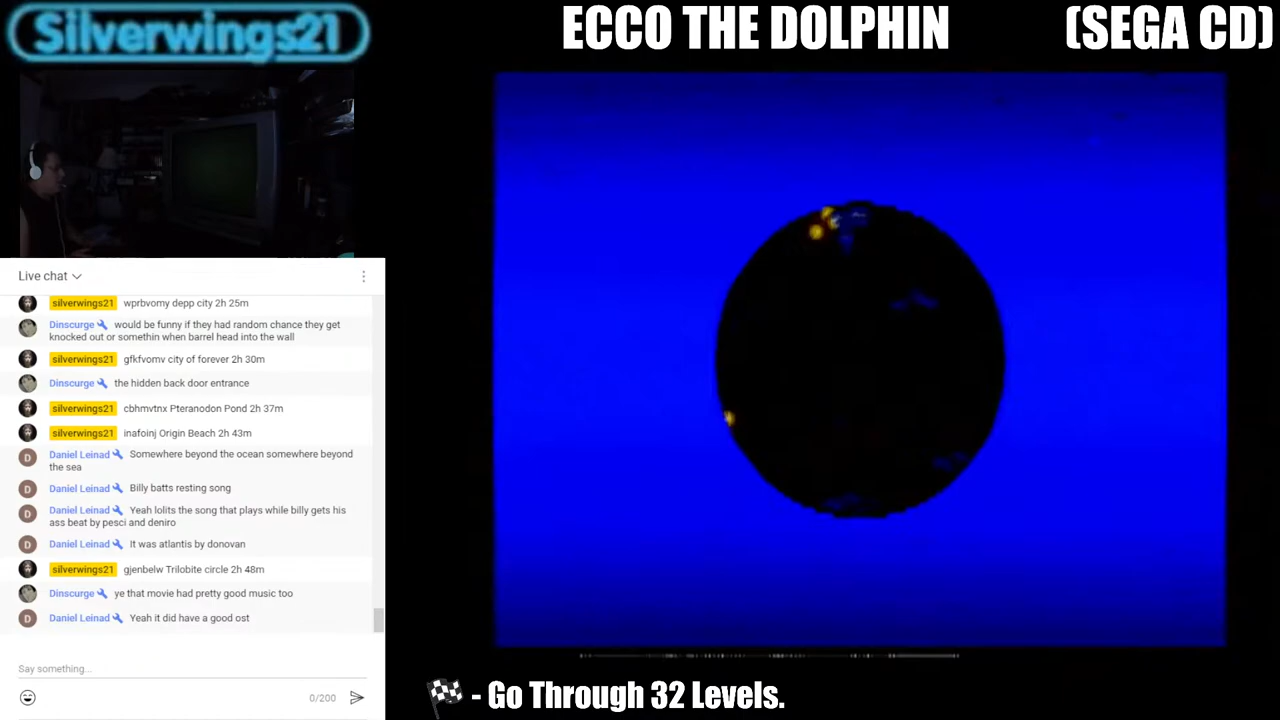 Silverwings21
ECCO THE DOLPHIN (SEGA CD)
Live chat
silverwings21 wprbvomy depp city 2h 25m
Dinscurge would be funny if they had random chance they get
knocked out or somethin when barrel head into the wall
silverwings21 gfkfvomv city of forever 2h 30m
Dinscurge the hidden back door entrance
silverwings21 cbhmvtnx Pteranodon Pond 2h 37m
silverwings21 inafoinj Origin Beach 2h 43m
D Daniel Leinad Somewhere beyond the ocean somewhere beyond
the sea
D Daniel Leinad Billy batts resting song
D Daniel Leinad Yeah lolits the song that plays while billy gets his
ass beat by pesci and deniro
D Daniel Leinad It was atlantis by donovan
silverwings21 gjenbelw Trilobite circle 2h 48m
Dinscurge ye that movie had pretty good music too
D Daniel Leinad Yeah it did have a good ost
Say something...
0/200
- Go Through 32 Levels.